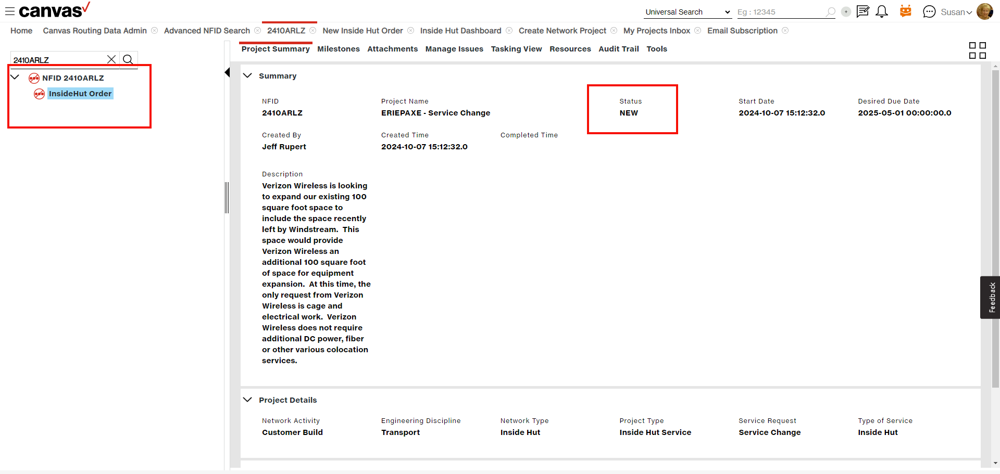 canvas
Universal Search
Eg : 12345
+
Susan
Home
Canvas Routing Data Admin
Advanced NFID Search
2410ARLZ
New Inside Hut Order
Inside Hut Dashboard
Create Network Project
My Projects Inbox
Email Subscription
2410ARLZ
NFID 2410ARLZ
InsideHut Order
Project Summary
Milestones
Attachments
Manage Issues
Tasking View
Resources
Audit Trail
Tools
Summary
NFID
2410ARLZ
Project Name
ERIEPAXE - Service Change
Status
NEW
Start Date
2024-10-07 15:12:32.0
Desired Due Date
2025-05-01 00:00:00.0
Created By
Jeff Rupert
Created Time
2024-10-07 15:12:32.0
Completed Time
Description
Verizon Wireless is looking
to expand our existing 100
square foot space to
include the space recently
left by Windstream.  This
space would provide
Verizon Wireless an
additional 100 square foot
of space for equipment
expansion.  At this time, the
only request from Verizon
Wireless is cage and
electrical work.  Verizon
Wireless does not require
additional DC power, fiber
or other various colocation
services.
Feedback
Project Details
Network Activity
Customer Build
Engineering Discipline
Transport
Network Type
Inside Hut
Project Type
Inside Hut Service
Service Request
Service Change
Type of Service
Inside Hut